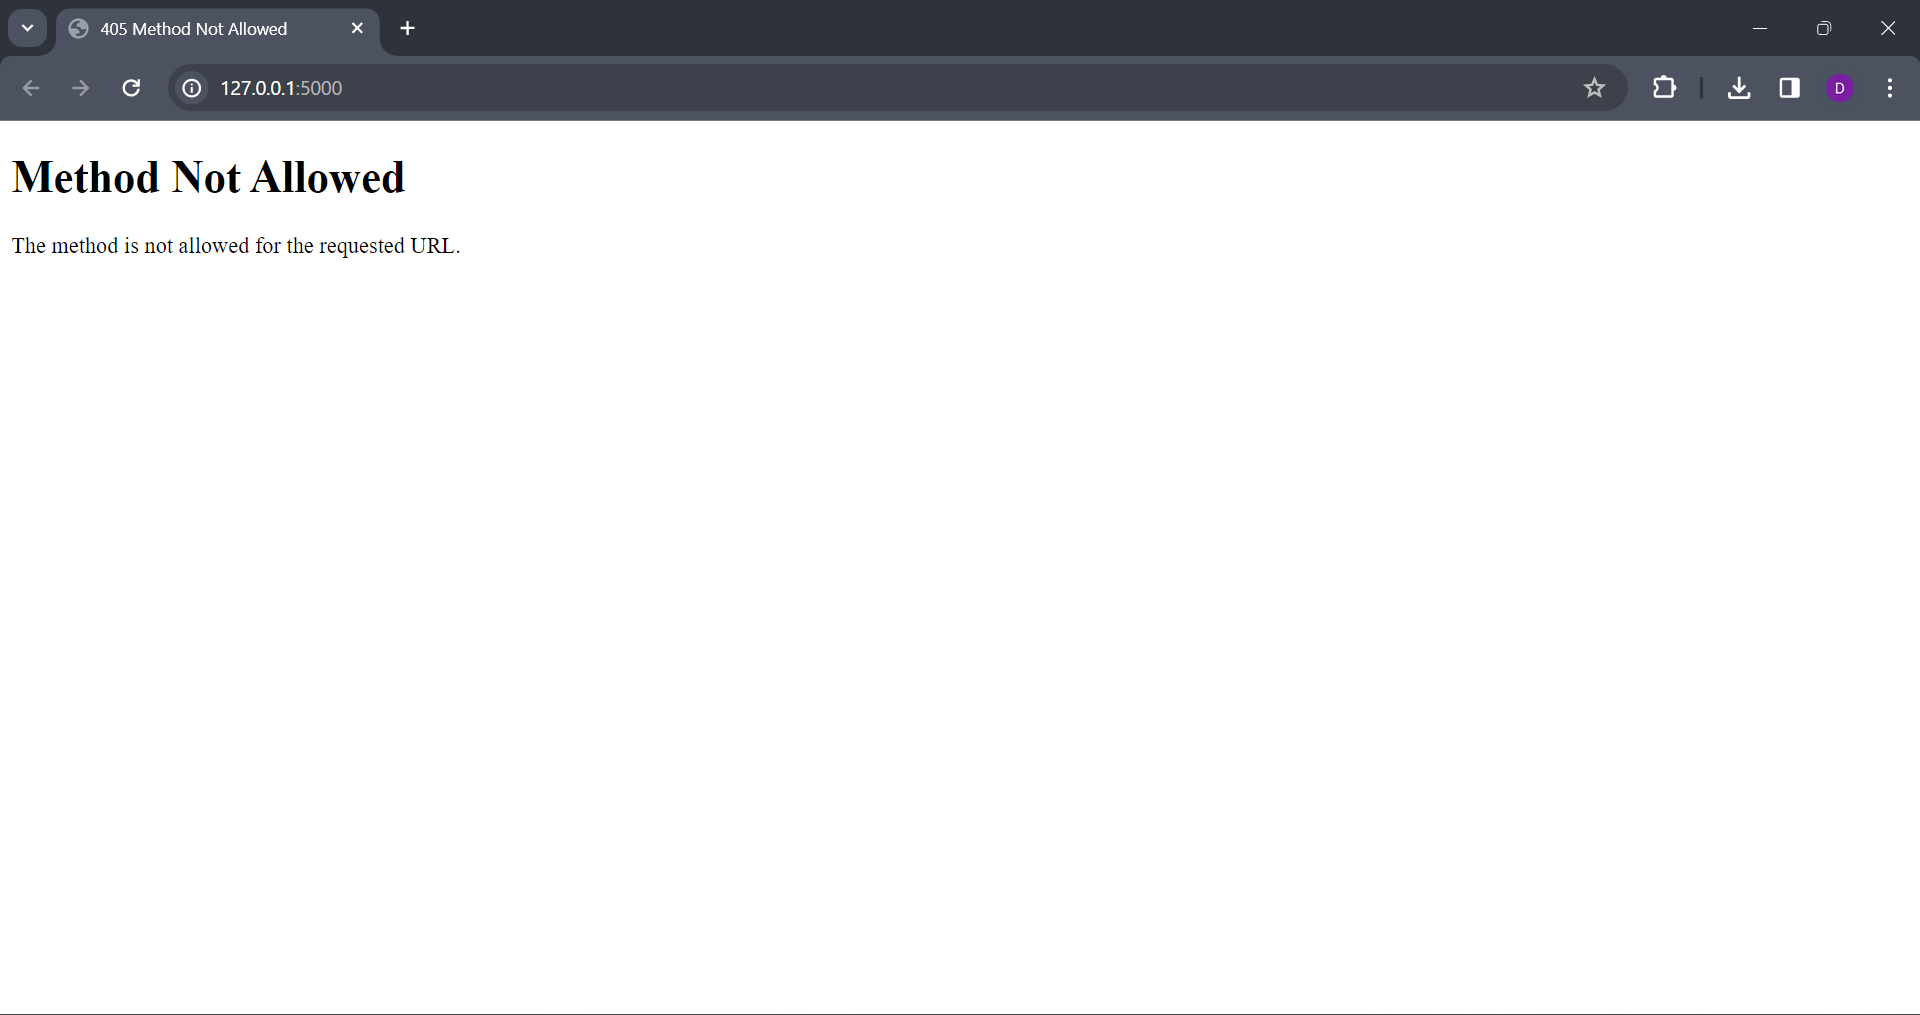 405 Method Not Allowed
127.0.0.1:5000
D
Method Not Allowed
The method is not allowed for the requested URL.